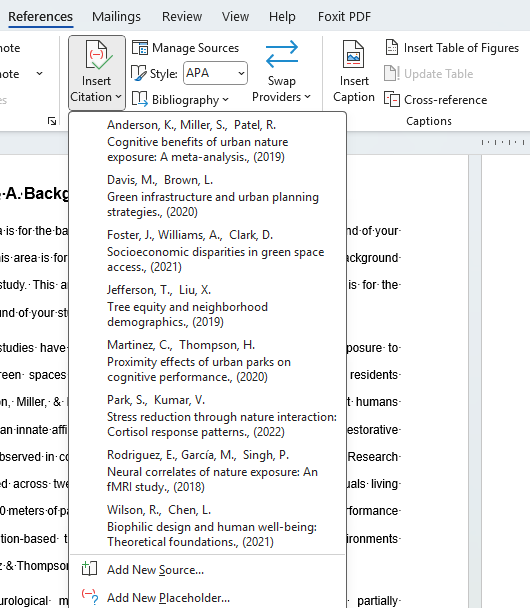 References Mailings Review View Help Foxit PDF
note
note
es
Insert Citation
Manage Sources
Style: APA
Bibliography
Swap Providers
Insert Caption
Insert Table of Figures
Update Table
Cross-reference
Captions
Anderson, K., Miller, S., Patel, R.
Cognitive benefits of urban nature
exposure: A meta-analysis., (2019)
Davis, M., Brown, L.
Green infrastructure and urban planning
strategies., (2020)
Foster, J., Williams, A., Clark, D.
Socioeconomic disparities in green space
access., (2021)
Jefferson, T., Liu, X.
Tree equity and neighborhood
demographics., (2019)
Martinez, C., Thompson, H.
Proximity effects of urban parks on
cognitive performance., (2020)
Park, S., Kumar, V.
Stress reduction through nature interaction:
Cortisol response patterns., (2022)
Rodriguez, E., García, M., Singh, P.
Neural correlates of nature exposure: An
fMRI study., (2018)
Wilson, R., Chen, L.
Biophilic design and human well-being:
Theoretical foundations., (2021)
Add New Source...
Add New Placeholder...
A. Backg
a is for the ba nd of your
his area is for ackground
study. This a is for the
und of your st
studies have posure to
reen spaces residents
on, Miller, & humans
an innate affi estorative
bserved in co Research
ed across tw uals living
0 meters of pa rformance
tion-based ironments
z & Thompso
urological m partially